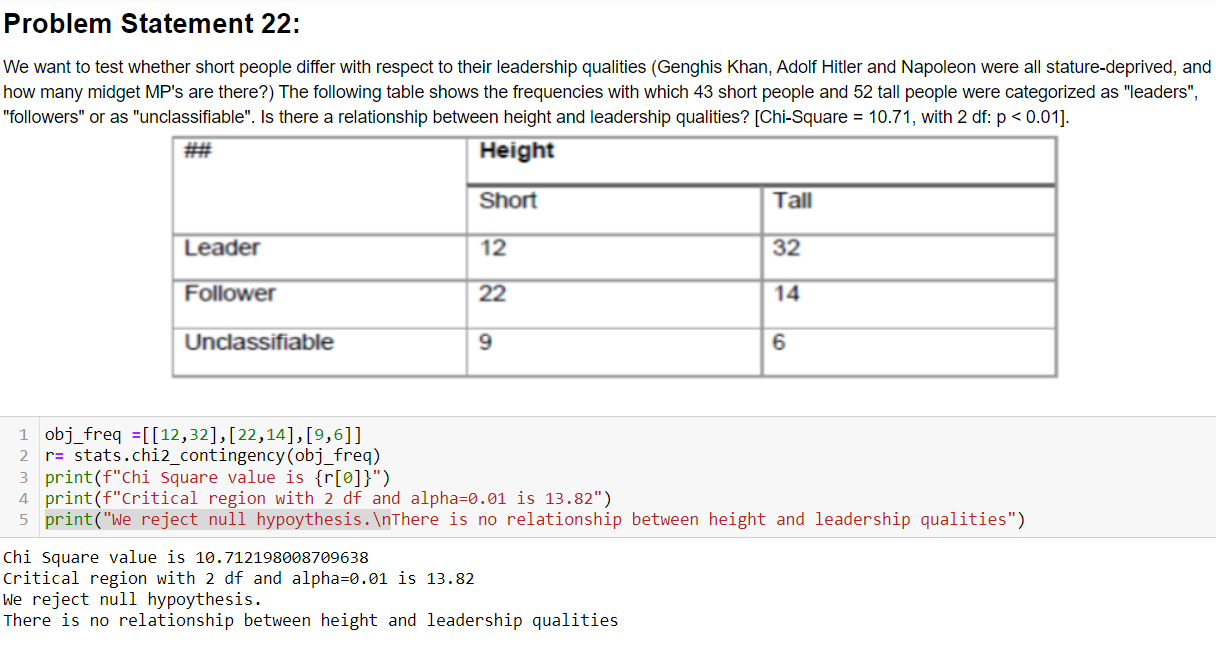 Problem Statement 22:
We want to test whether short people differ with respect to their leadership qualities (Genghis Khan, Adolf Hitler and Napoleon were all stature-deprived, and
how many midget MP's are there?) The following table shows the frequencies with which 43 short people and 52 tall people were categorized as "leaders",
"followers" or as "unclassifiable". Is there a relationship between height and leadership qualities? [Chi-Square = 10.71, with 2 df: p < 0.01].
## Height
Short Tall
Leader 12 32
Follower 22 14
Unclassifiable 9 6
1 obj_freq =[[12,32],[22,14],[9,6]]
2 r= stats.chi2_contingency(obj_freq)
3 print(f"Chi Square value is {r[0]}")
4 print(f"Critical region with 2 df and alpha=0.01 is 13.82")
5 print("We reject null hypoythesis.\nThere is no relationship between height and leadership qualities")
Chi Square value is 10.712198008709638
Critical region with 2 df and alpha=0.01 is 13.82
We reject null hypoythesis.
There is no relationship between height and leadership qualities